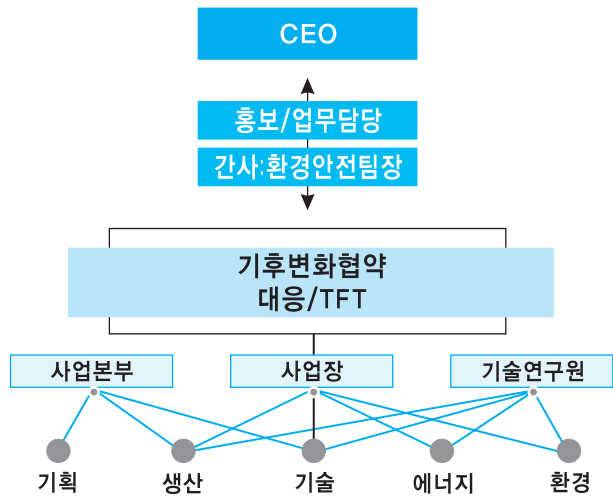 CEO
홍보/업무담당
간사:환경안전팀장
기후변화협약
대응/TFT
사업본부 사업장 기술연구원
기획 생산 기술 에너지 환경